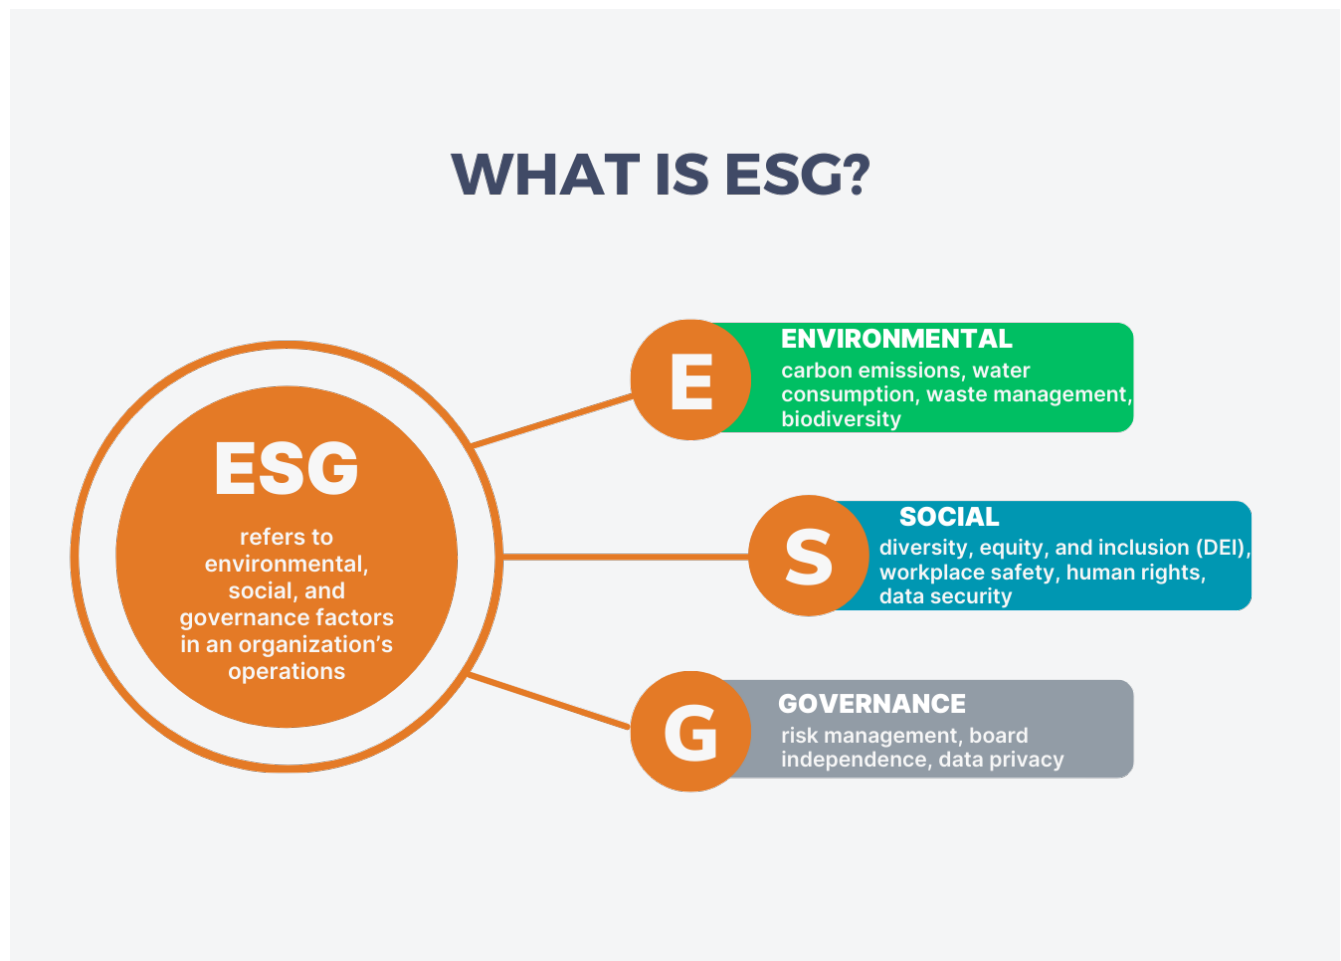 WHAT IS ESG?
ESG
refers to
environmental,
social, and
governance factors
in an organization’s
operations
E
ENVIRONMENTAL
carbon emissions, water
consumption, waste management,
biodiversity
S
SOCIAL
diversity, equity, and inclusion (DEI),
workplace safety, human rights,
data security
G
GOVERNANCE
risk management, board
independence, data privacy